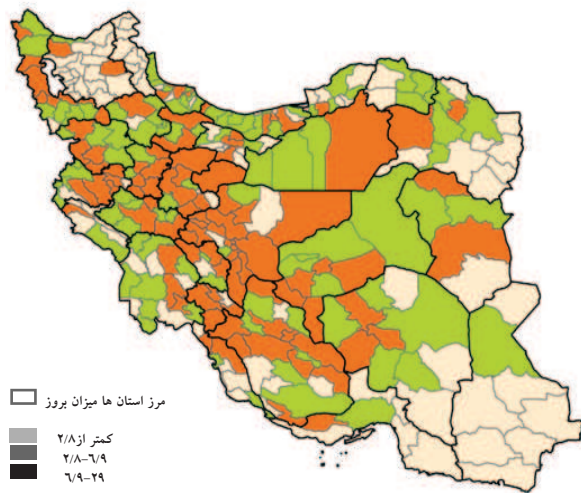 مرز استان ها میزان بروز
کمتر از ۲/۸
۲/۸-۶/۹
۶/۹-۲۹